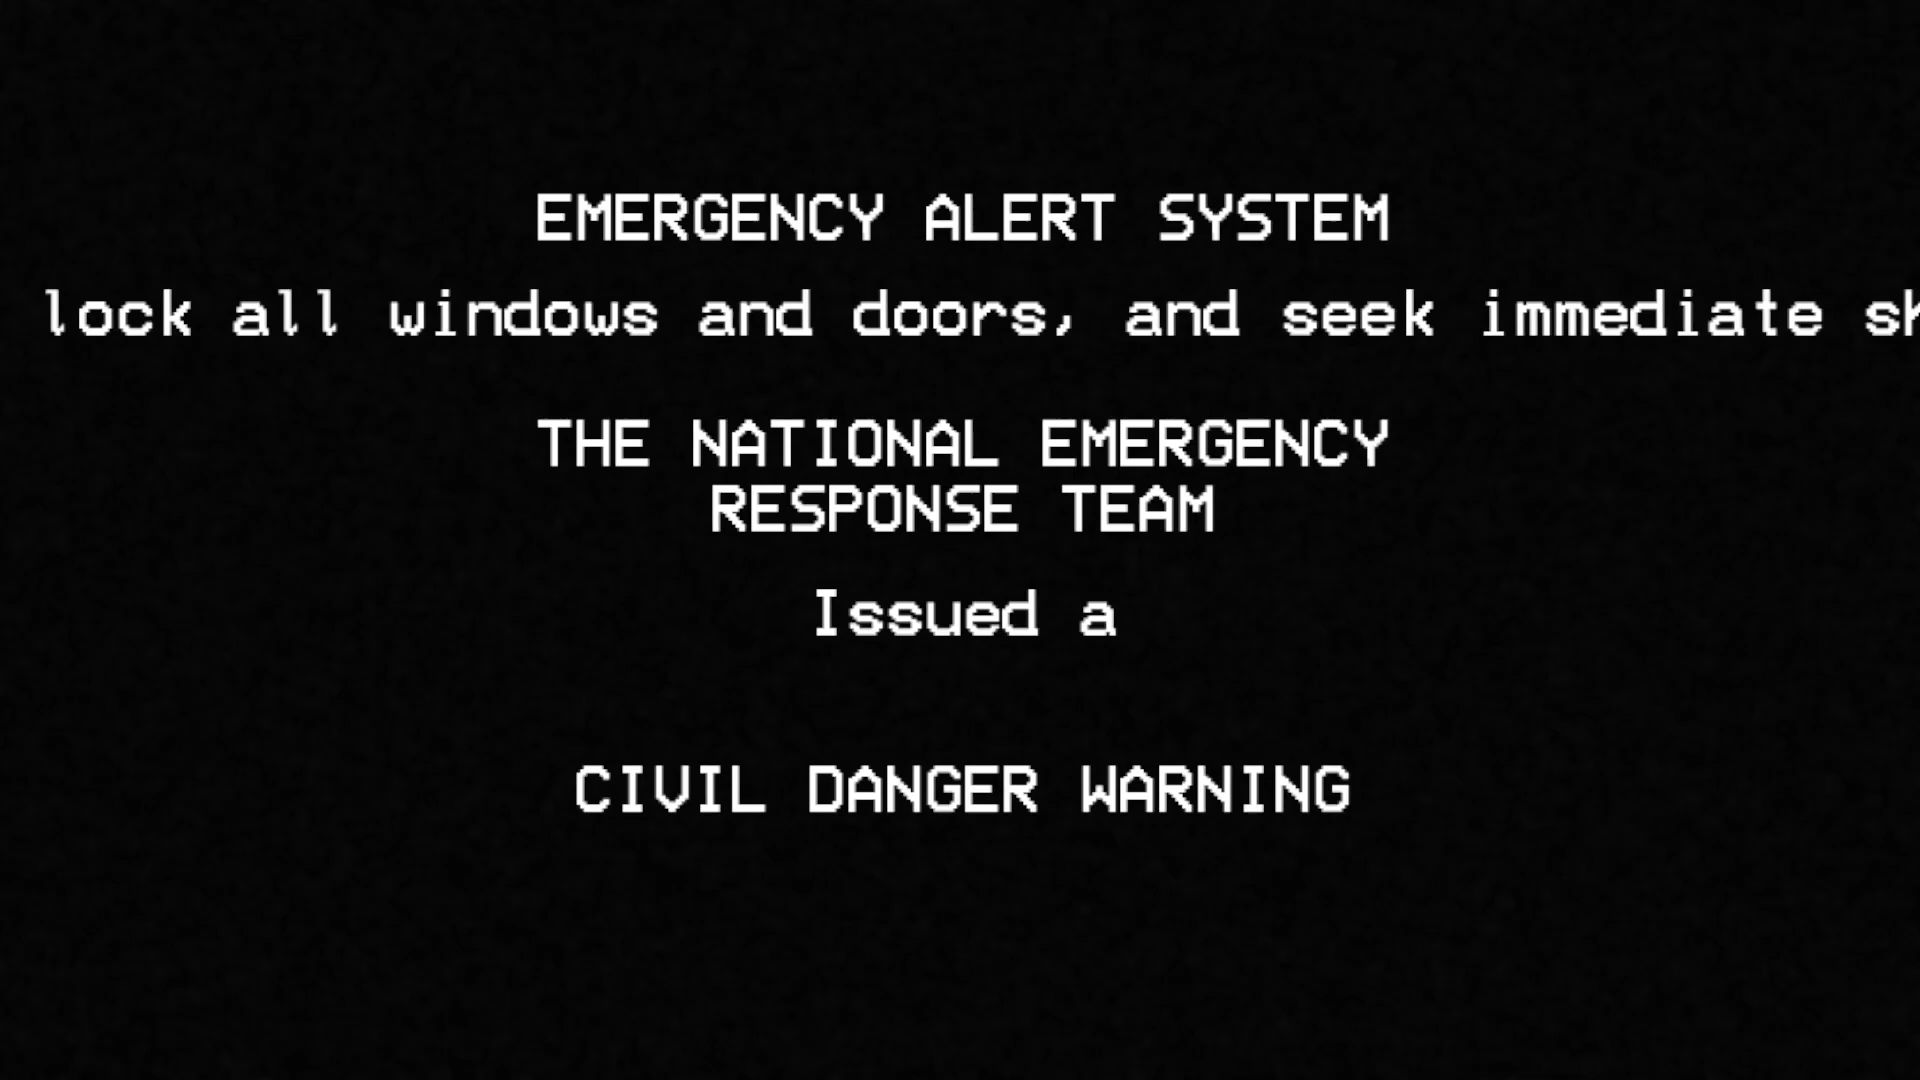 EMERGENCY ALERT SYSTEM
lock all windows and doors, and seek immediate
THE NATIONAL EMERGENCY
RESPONSE TEAM
Issued a
CIVIL DANGER WARNING